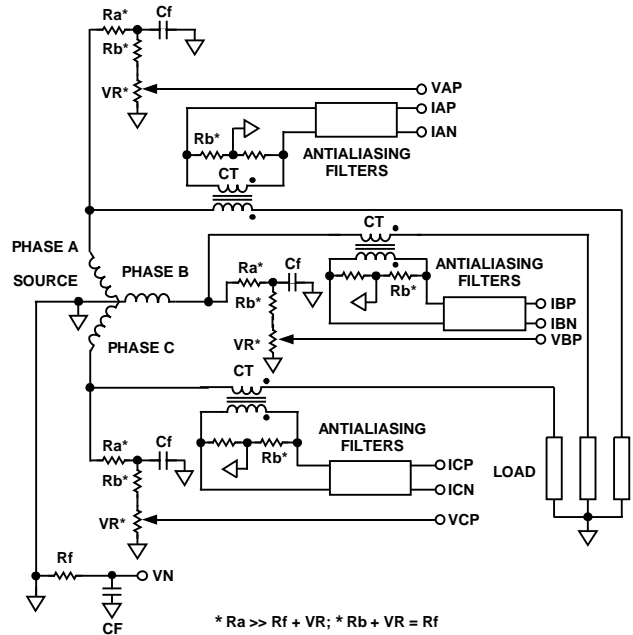 Ra*
Cf
Rb*
VR*
VAP
IAP
Rb*
IAN
ANTIALIASING
FILTERS
CT
CT
PHASE A
SOURCE
PHASE B
Ra*
Cf
ANTIALIASING
FILTERS
Rb*
Rb*
IBP
IBN
VR*
VBP
PHASE C
CT
Ra*
Cf
ANTIALIASING
FILTERS
Rb*
Rb*
ICP
LOAD
ICN
VR*
VCP
Rf
VN
CF
* Ra >> Rf + VR; * Rb + VR = Rf